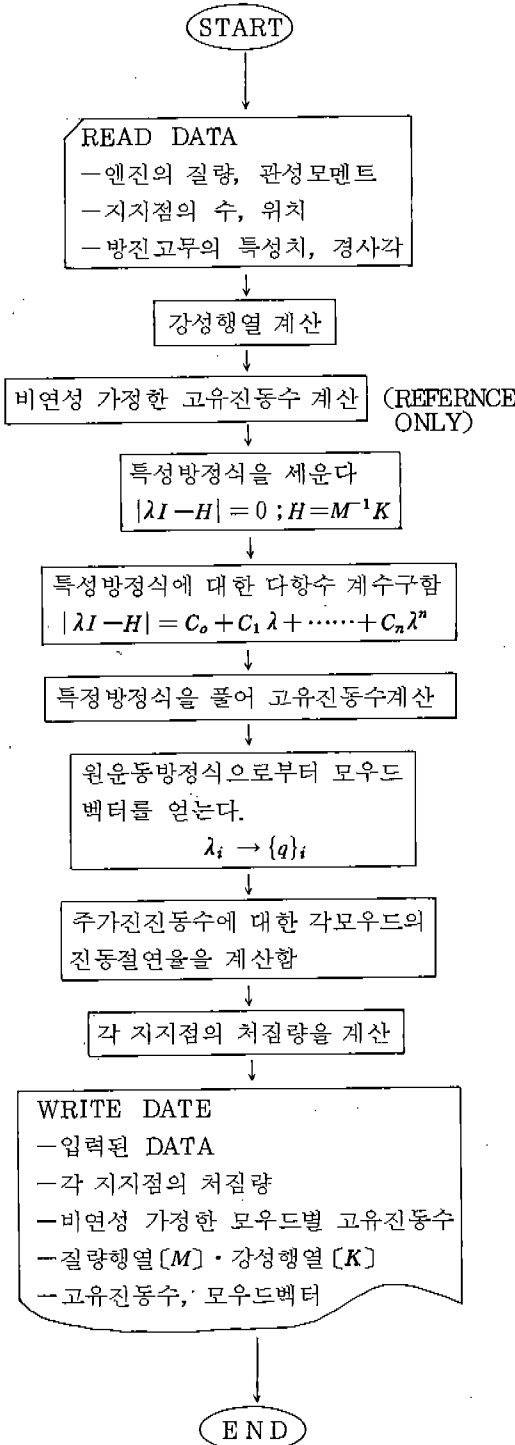 START
READ DATA
－엔진의 질량, 관성모멘트
－지지점의 수, 위치
－방진고무의 특성치, 경사각
강성행열 계산
비연성 가정한 고유진동수 계산
(REFERNCE
ONLY)
특성방정식을 세운다
|λI－H| = 0 ; H=M⁻¹K
특성방정식에 대한 다항수 계수구함
|λI－H| = Cₒ + C₁ λ + ⋯⋯ + Cₙλⁿ
특정방정식을 풀어 고유진동수계산
원운동방정식으로부터 모우드
벡터를 얻는다.
λᵢ → {q}ᵢ
주가진진동수에 대한 각모우드의
진동절연율을 계산함
각 지지점의 처짐량을 계산
WRITE DATE
－입력된 DATA
－각 지지점의 처짐량
－비연성 가정한 모우드별 고유진동수
－질량행열〔M〕· 강성행열〔K〕
－고유진동수, 모우드벡터
END